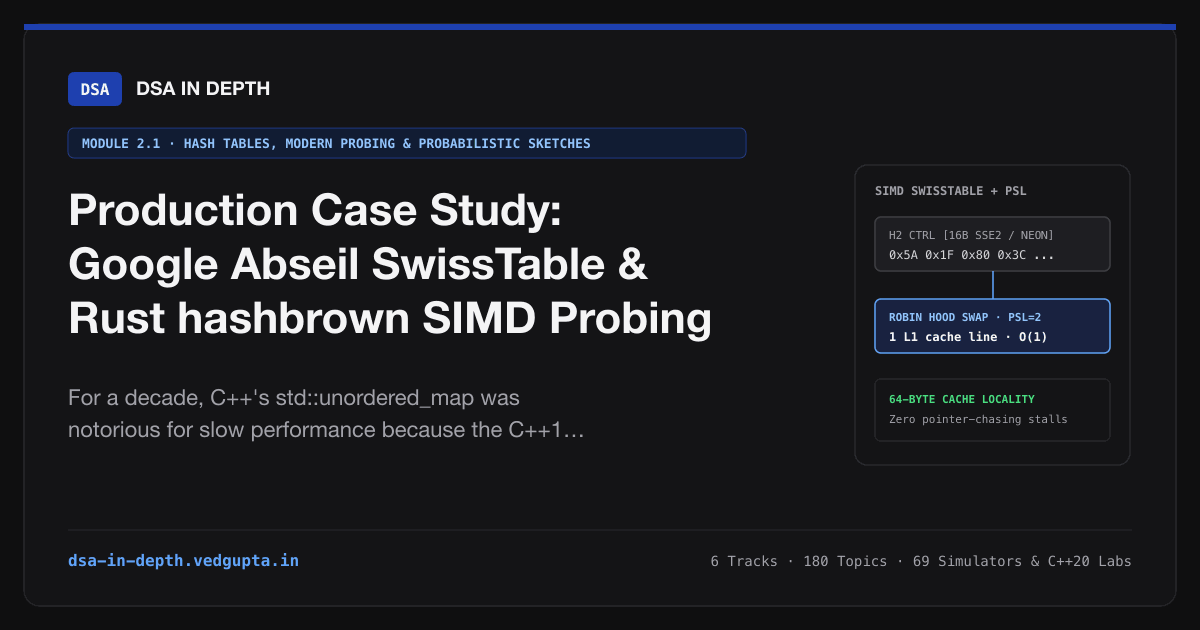 DSA
DSA IN DEPTH
MODULE 2.1 · HASH TABLES, MODERN PROBING & PROBABILISTIC SKETCHES
Production Case Study:
Google Abseil SwissTable &
Rust hashbrown SIMD Probing
For a decade, C++'s std::unordered_map was
notorious for slow performance because the C++1…
SIMD SWISSTABLE + PSL
H2 CTRL [16B SSE2 / NEON]
0x5A 0x1F 0x80 0x3C ...
ROBIN HOOD SWAP · PSL=2
1 L1 cache line · O(1)
64-BYTE CACHE LOCALITY
Zero pointer-chasing stalls
dsa-in-depth.vedgupta.in
6 Tracks · 180 Topics · 69 Simulators & C++20 Labs